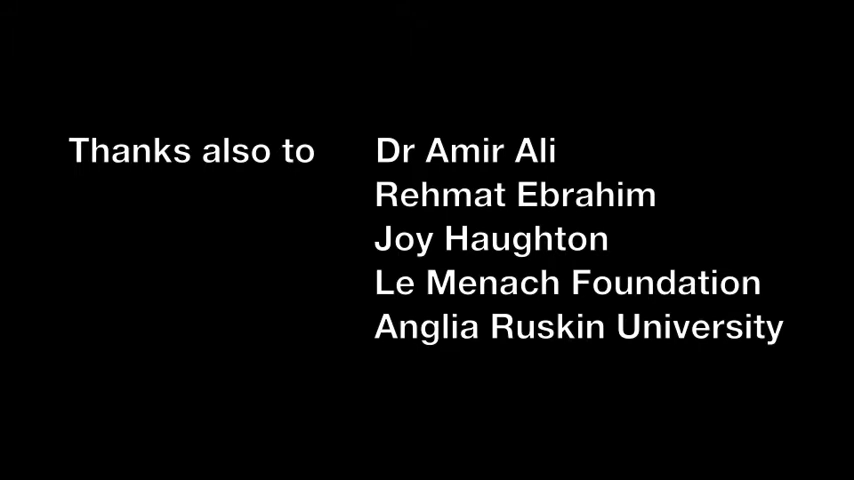 Thanks also to Dr Amir Ali
Rehmat Ebrahim
Joy Haughton
Le Menach Foundation
Anglia Ruskin University